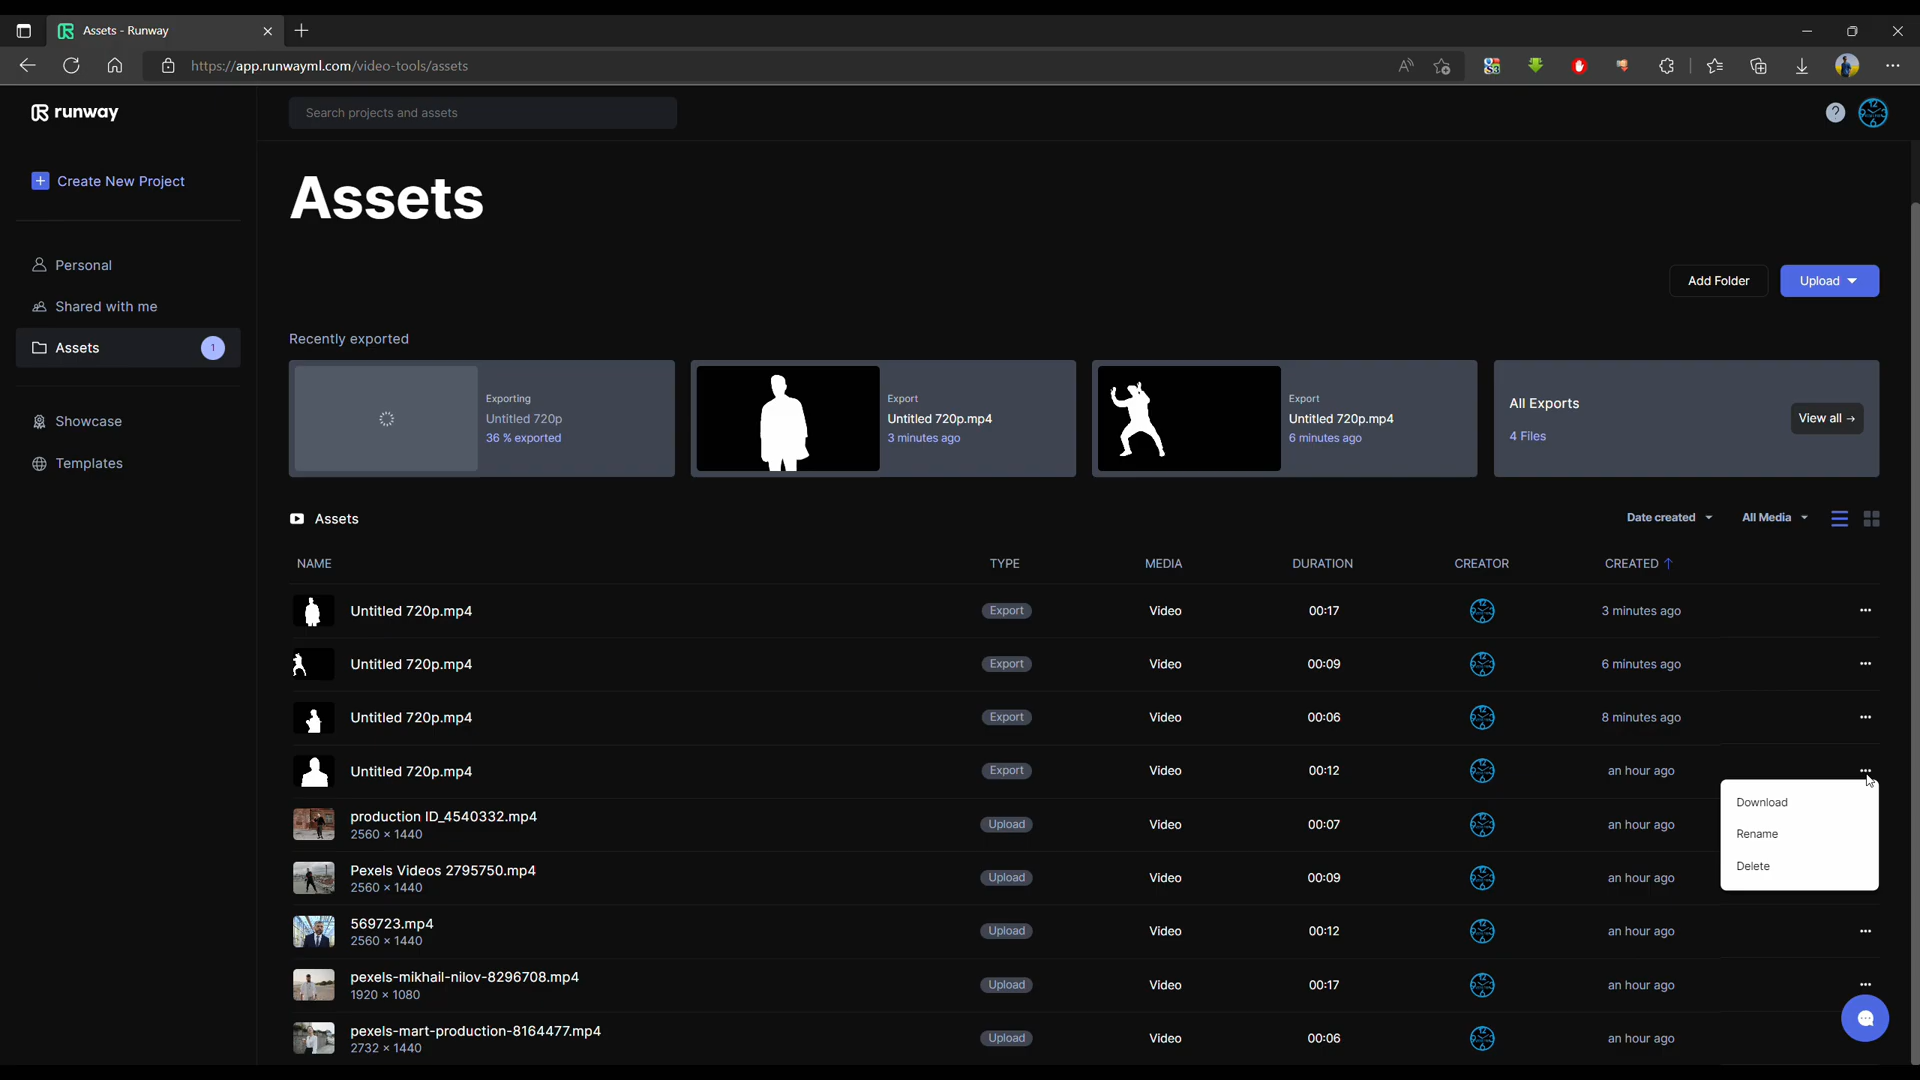 Assets - Runway
https://app.runwayml.com/video-tools/assets
runway
Search projects and assets
?
Create New Project
Assets
Personal
Shared with me
Assets 1
Showcase
Templates
Add Folder
Upload
Recently exported
Exporting
Untitled 720p
36 % exported
Export
Untitled 720p.mp4
3 minutes ago
Export
Untitled 720p.mp4
6 minutes ago
All Exports
4 Files
View all →
Assets
Date created
All Media
NAME TYPE MEDIA DURATION CREATOR CREATED ↑
Untitled 720p.mp4 Export Video 00:17 3 minutes ago
Untitled 720p.mp4 Export Video 00:09 6 minutes ago
Untitled 720p.mp4 Export Video 00:06 8 minutes ago
Untitled 720p.mp4 Export Video 00:12 an hour ago
Download
Rename
Delete
production ID_4540332.mp4 Upload Video 00:07 an hour ago
2560 × 1440
Pexels Videos 2795750.mp4 Upload Video 00:09 an hour ago
2560 × 1440
569723.mp4 Upload Video 00:12 an hour ago
2560 × 1440
pexels-mikhail-nilov-8296708.mp4 Upload Video 00:17 an hour ago
1920 × 1080
pexels-mart-production-8164477.mp4 Upload Video 00:06 an hour ago
2732 × 1440